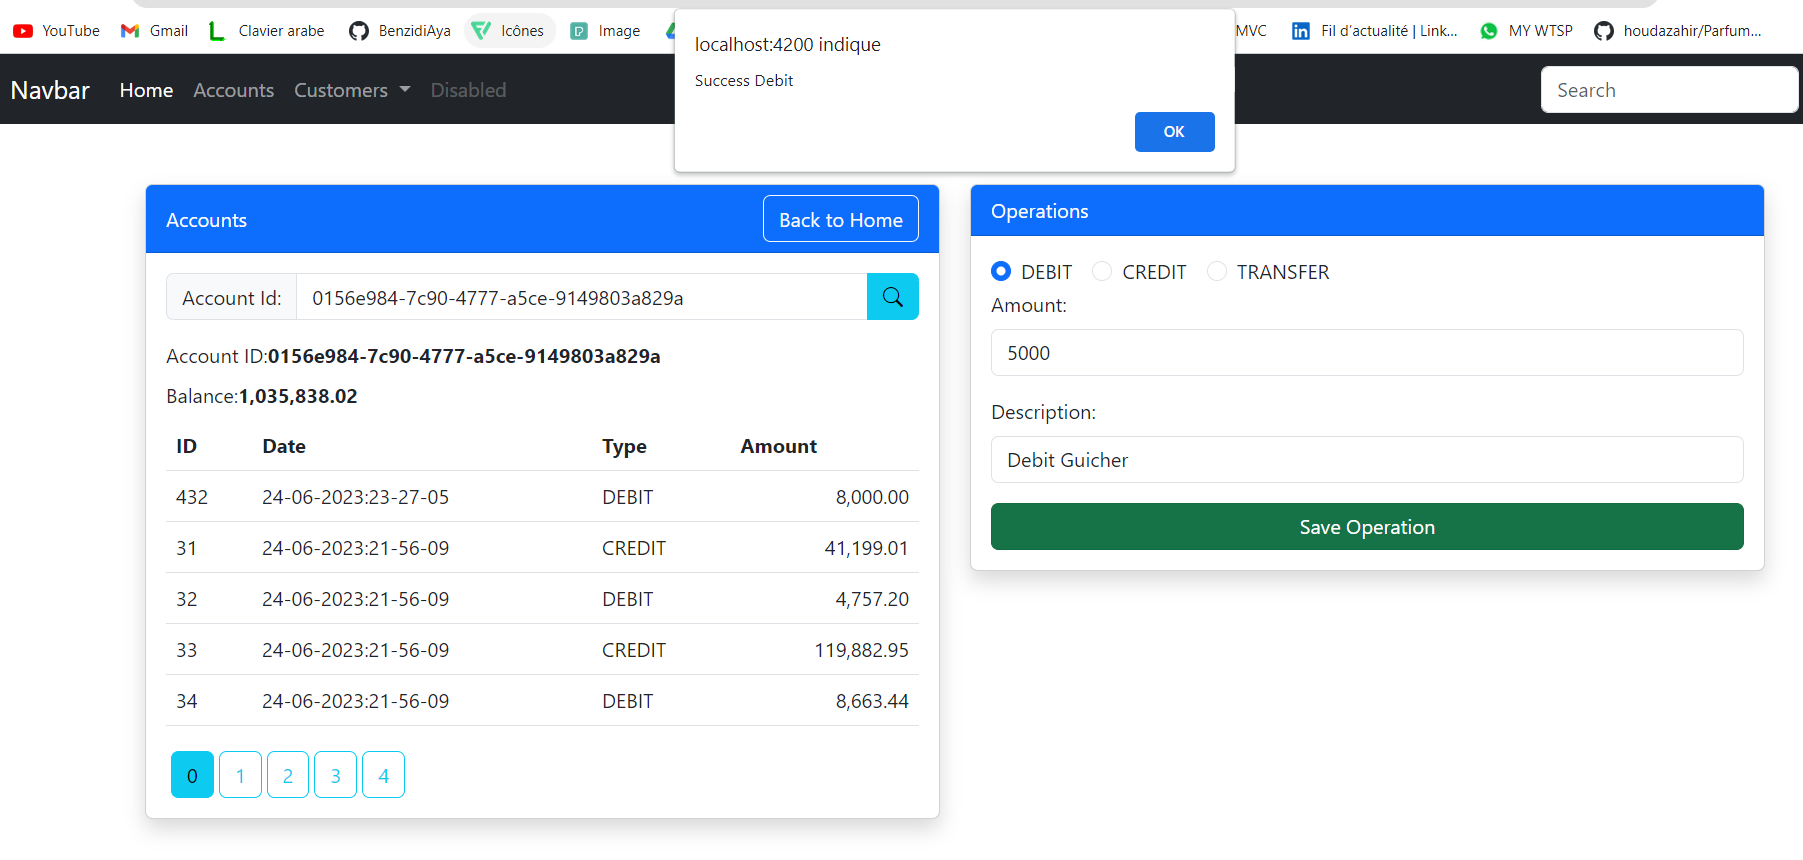 YouTube Gmail Clavier arabe BenzidiAya Icônes Image MVC Fil d'actualité | Link... MY WTSP houdazahir/Parfum...
localhost:4200 indique
Success Debit
OK
Navbar Home Accounts Customers Disabled Search
Accounts Back to Home
Account Id: 0156e984-7c90-4777-a5ce-9149803a829a
Account ID:0156e984-7c90-4777-a5ce-9149803a829a
Balance:1,035,838.02
ID Date Type Amount
432 24-06-2023:23-27-05 DEBIT 8,000.00
31 24-06-2023:21-56-09 CREDIT 41,199.01
32 24-06-2023:21-56-09 DEBIT 4,757.20
33 24-06-2023:21-56-09 CREDIT 119,882.95
34 24-06-2023:21-56-09 DEBIT 8,663.44
0 1 2 3 4
Operations
DEBIT CREDIT TRANSFER
Amount:
5000
Description:
Debit Guicher
Save Operation